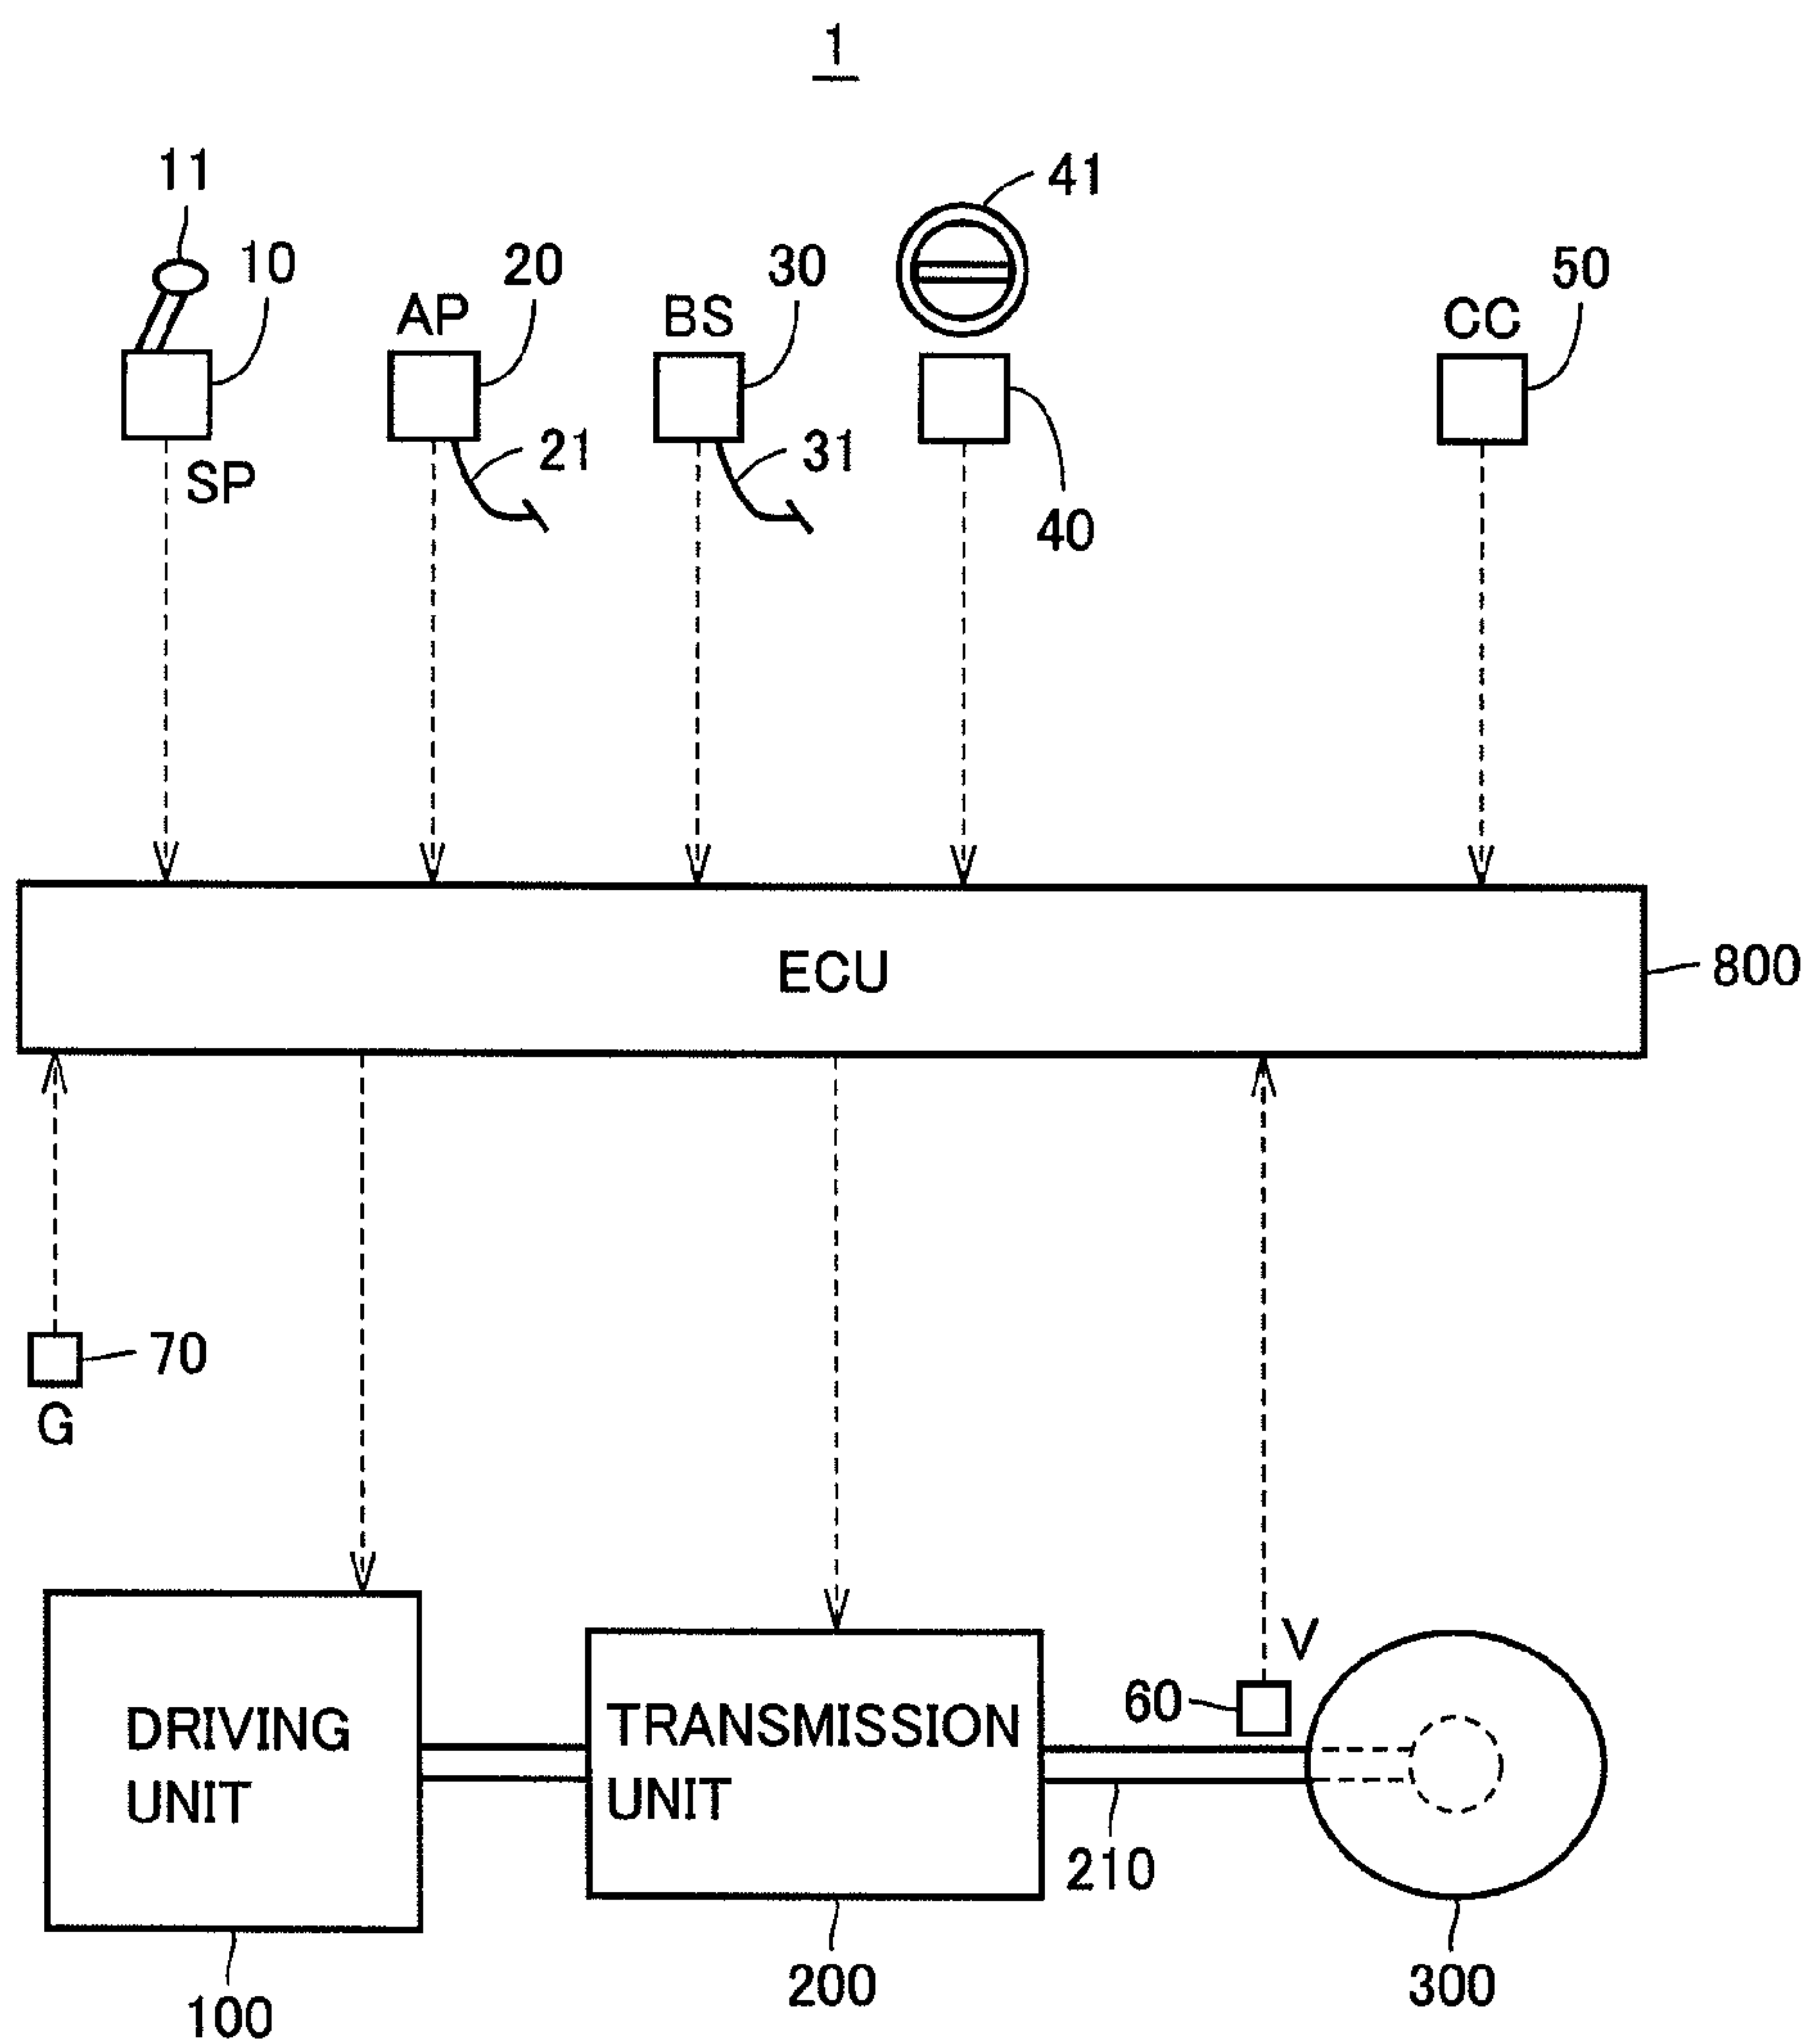 1
11
10
SP
AP
20
21
BS
30
31
41
40
CC
50
ECU
800
70
G
DRIVING
UNIT
100
TRANSMISSION
UNIT
200
V
60
210
300